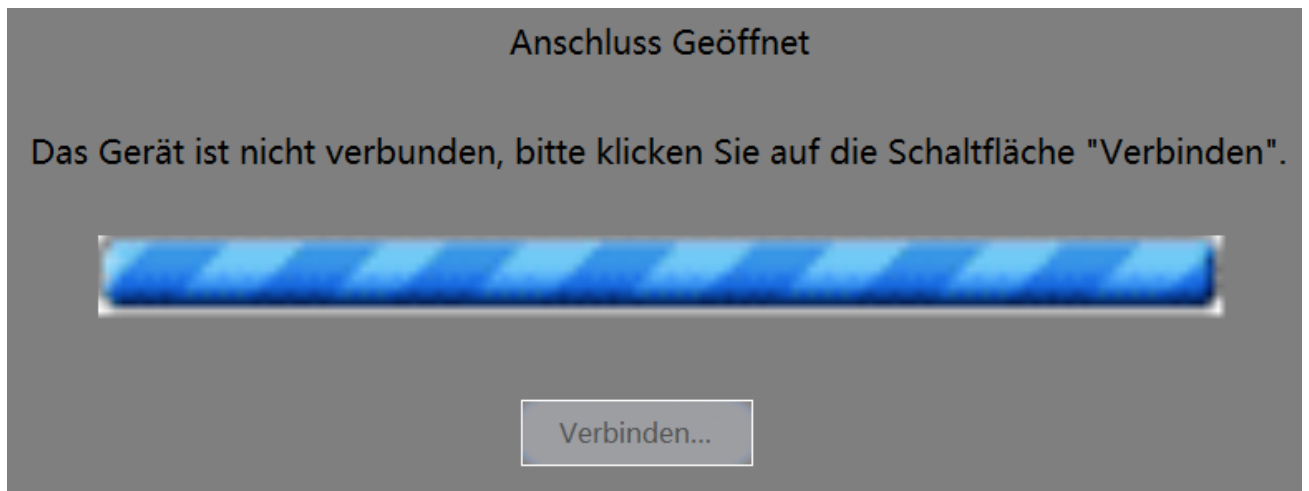 Anschluss Geöffnet
Das Gerät ist nicht verbunden, bitte klicken Sie auf die Schaltfläche "Verbinden".
Verbinden...